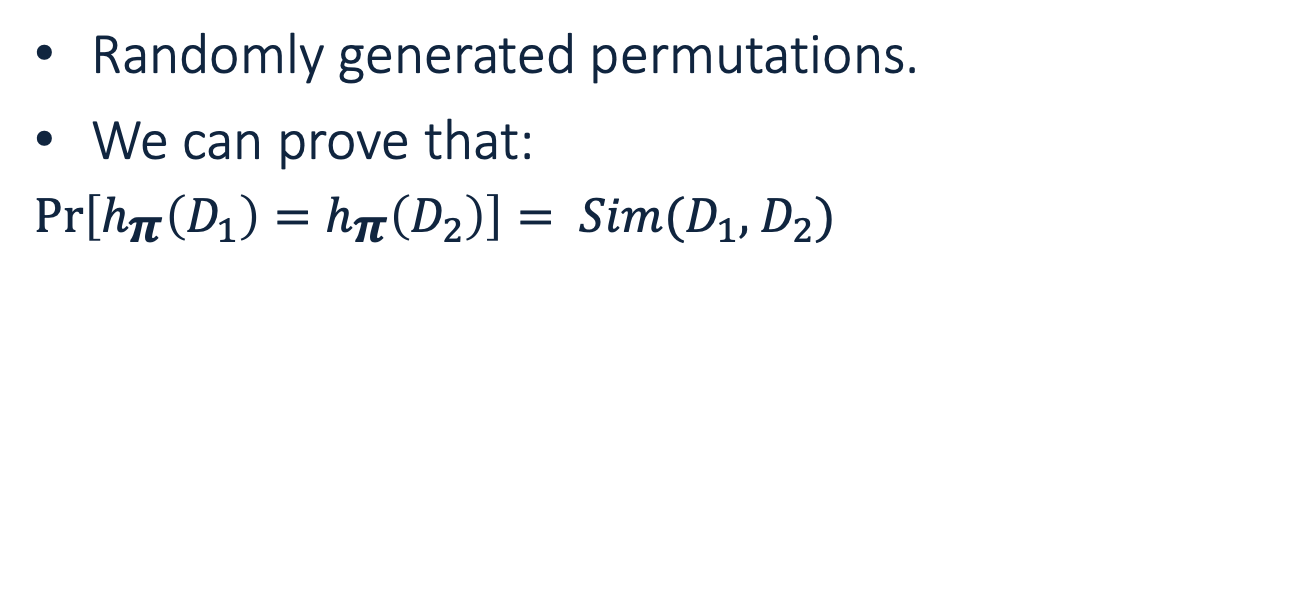 • Randomly generated permutations.
• We can prove that:
Pr[ℎ𝝅(𝐷₁) = ℎ𝝅(𝐷₂)] = 𝑆𝑖𝑚(𝐷₁, 𝐷₂)